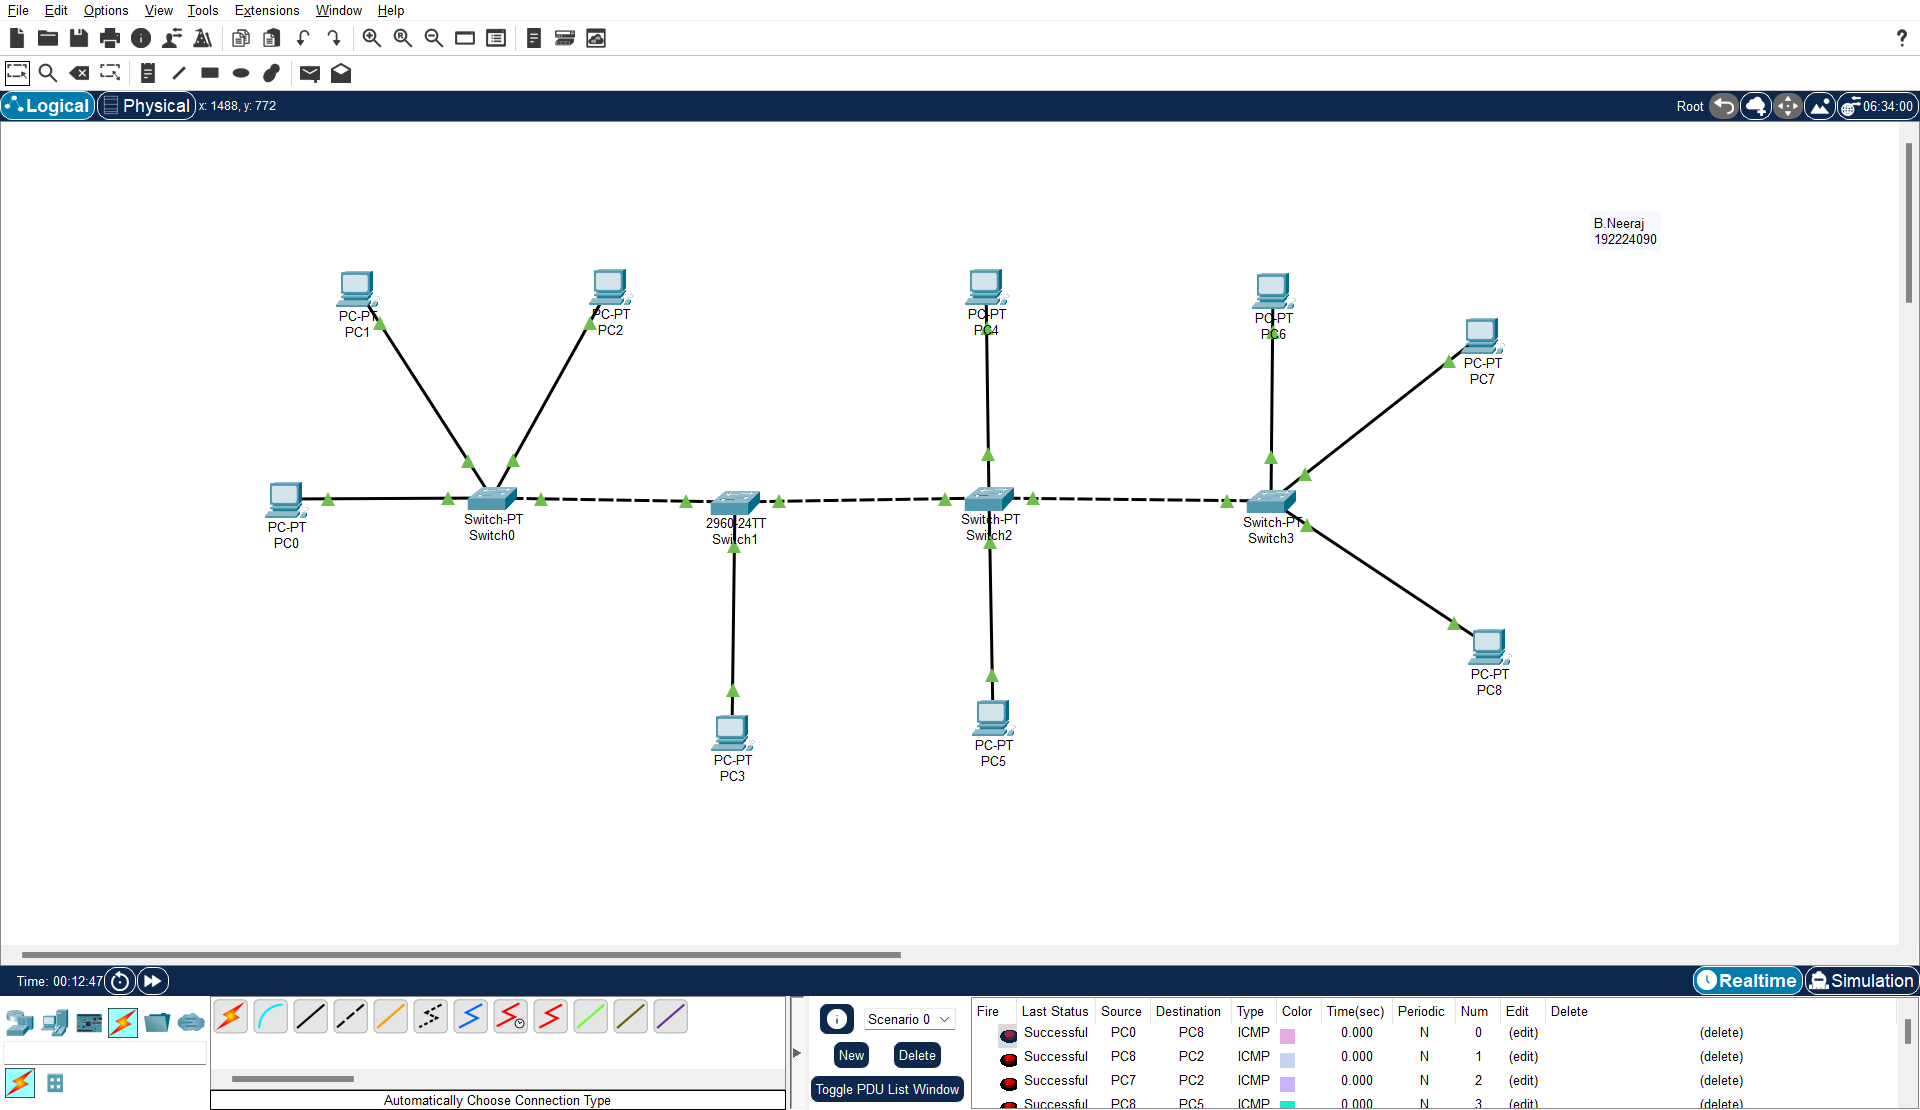 File Edit Options View Tools Extensions Window Help
?
Logical Physical x: 1488, y: 772 Root 06:34:00
B.Neeraj
192224090
PC-PT
PC1
PC-PT
PC2
PC-PT
PC4
PC-PT
PC6
PC-PT
PC7
PC-PT
PC0
Switch-PT
Switch0
2960-24TT
Switch1
Switch-PT
Switch2
Switch-PT
Switch3
PC-PT
PC8
PC-PT
PC3
PC-PT
PC5
Time: 00:12:47 Realtime Simulation
Scenario 0
New Delete
Toggle PDU List Window
Automatically Choose Connection Type
Fire Last Status Source Destination Type Color Time(sec) Periodic Num Edit Delete
Successful PC0 PC8 ICMP 0.000 N 0 (edit) (delete)
Successful PC8 PC2 ICMP 0.000 N 1 (edit) (delete)
Successful PC7 PC2 ICMP 0.000 N 2 (edit) (delete)
Successful PC8 PC5 ICMP 0.000 N 3 (edit) (delete)